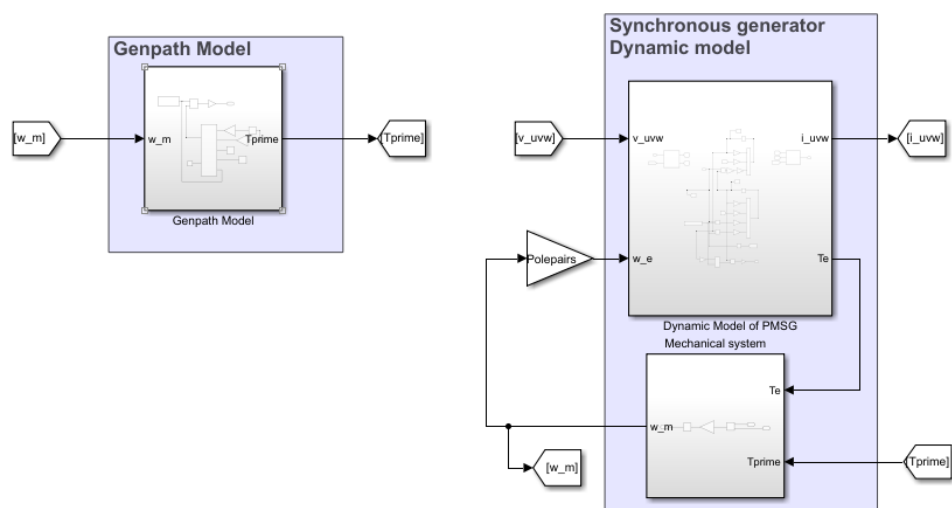 Genpath Model
[w_m]
w_m
Tprime
[Tprime]
Genpath Model
Synchronous generator
Dynamic model
[v_uvw]
v_uvw
i_uvw
[i_uvw]
Polepairs
w_e
Te
Dynamic Model of PMSG
Mechanical system
Te
w_m
Tprime
[Tprime]
[w_m]